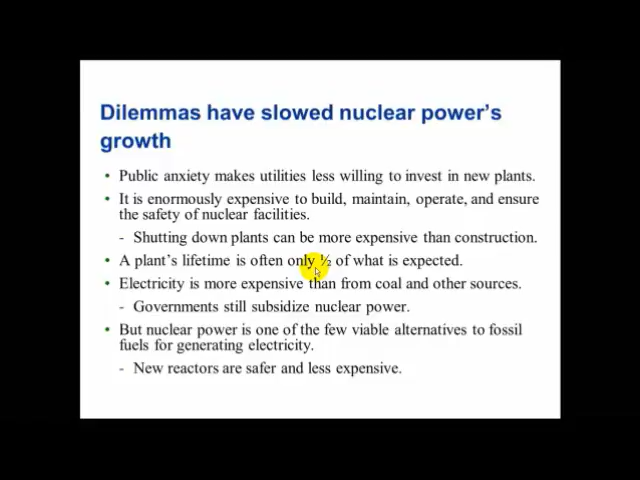 Dilemmas have slowed nuclear power's
growth
• Public anxiety makes utilities less willing to invest in new plants.
• It is enormously expensive to build, maintain, operate, and ensure
the safety of nuclear facilities.
- Shutting down plants can be more expensive than construction.
• A plant's lifetime is often only ½ of what is expected.
• Electricity is more expensive than from coal and other sources.
- Governments still subsidize nuclear power.
• But nuclear power is one of the few viable alternatives to fossil
fuels for generating electricity.
- New reactors are safer and less expensive.